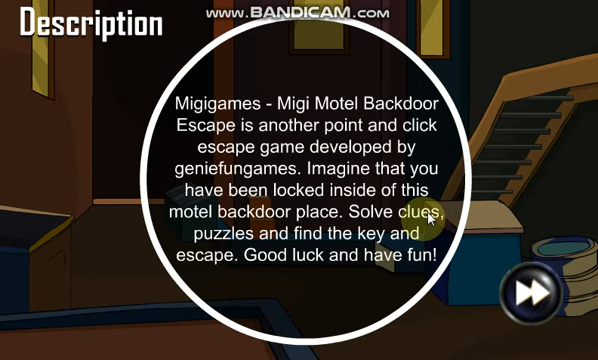 www.BANDICAM.com
Description
Migigames - Migi Motel Backdoor
Escape is another point and click
escape game developed by
geniefungames. Imagine that you
have been locked inside of this
motel backdoor place. Solve clues,
puzzles and find the key and
escape. Good luck and have fun!